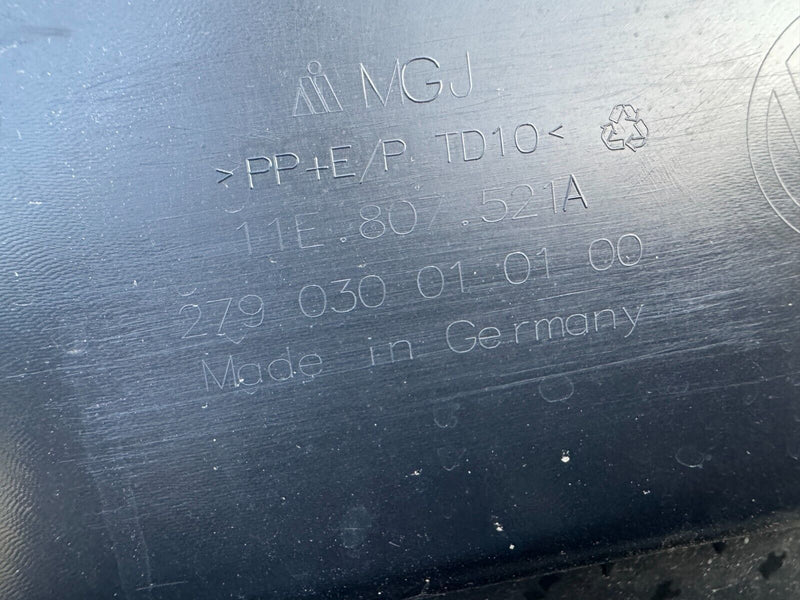 MGJ
>PP+E/P TD10<
11E.807.521A
279 030 01 01 00
Made in Germany